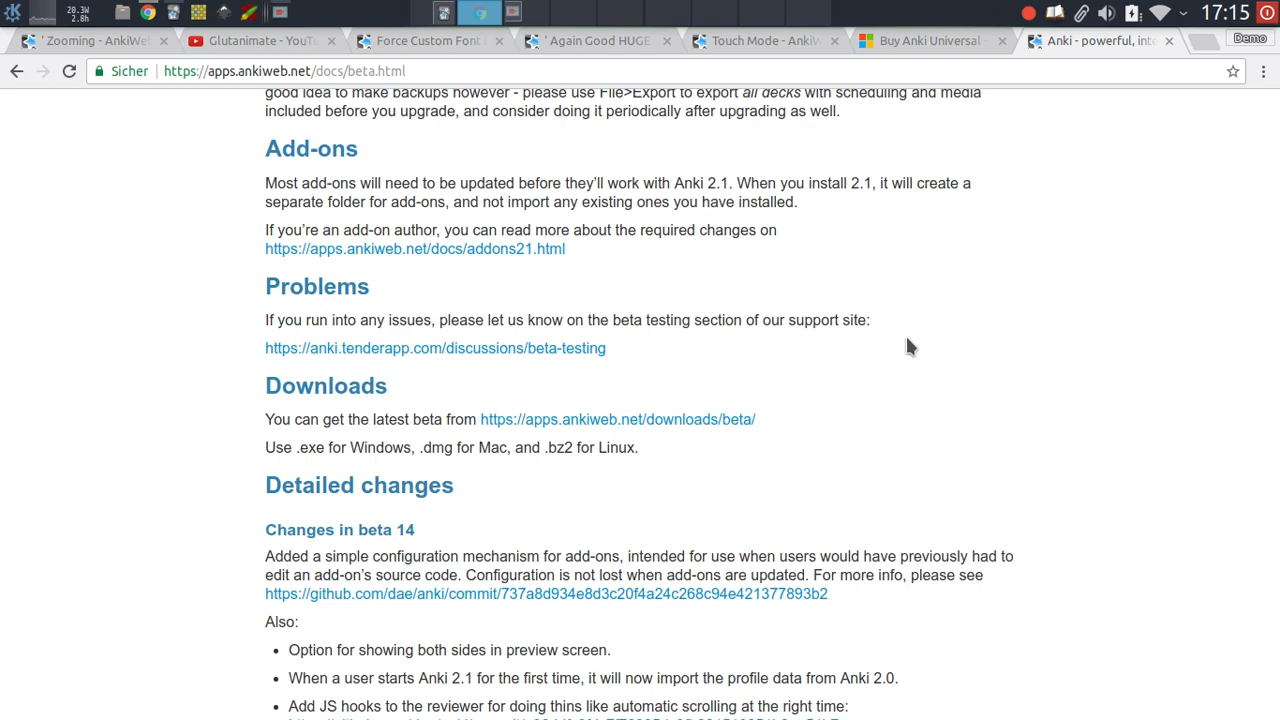 20.3W
2.8h
17:15
' Zooming - AnkiWeb
Glutanimate - YouTu
Force Custom Font
' Again Good HUGE
Touch Mode - AnkiW
Buy Anki Universal -
Anki - powerful, inte
Demo
Sicher
https://apps.ankiweb.net/docs/beta.html
good idea to make backups however - please use File>Export to export all decks with scheduling and media
included before you upgrade, and consider doing it periodically after upgrading as well.
Add-ons
Most add-ons will need to be updated before they'll work with Anki 2.1. When you install 2.1, it will create a
separate folder for add-ons, and not import any existing ones you have installed.
If you're an add-on author, you can read more about the required changes on
https://apps.ankiweb.net/docs/addons21.html
Problems
If you run into any issues, please let us know on the beta testing section of our support site:
https://anki.tenderapp.com/discussions/beta-testing
Downloads
You can get the latest beta from https://apps.ankiweb.net/downloads/beta/
Use .exe for Windows, .dmg for Mac, and .bz2 for Linux.
Detailed changes
Changes in beta 14
Added a simple configuration mechanism for add-ons, intended for use when users would have previously had to
edit an add-on's source code. Configuration is not lost when add-ons are updated. For more info, please see
https://github.com/dae/anki/commit/737a8d934e8d3c20f4a24c268c94e421377893b2
Also:
• Option for showing both sides in preview screen.
• When a user starts Anki 2.1 for the first time, it will now import the profile data from Anki 2.0.
• Add JS hooks to the reviewer for doing things like automatic scrolling at the right time: